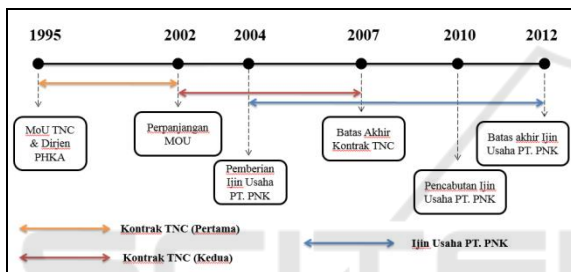 1995
2002
2004
2007
2010
2012
MoU TNC
& Dirjen
PHKA
Perpanjangan
MOU
Pemberian
Ijin Usaha
PT. PNK
Batas Akhir
Kontrak TNC
Pencabutan Ijin
Usaha PT. PNK
Batas akhir Ijin
Usaha PT. PNK
Kontrak TNC (Pertama)
Kontrak TNC (Kedua)
Ijin Usaha PT. PNK